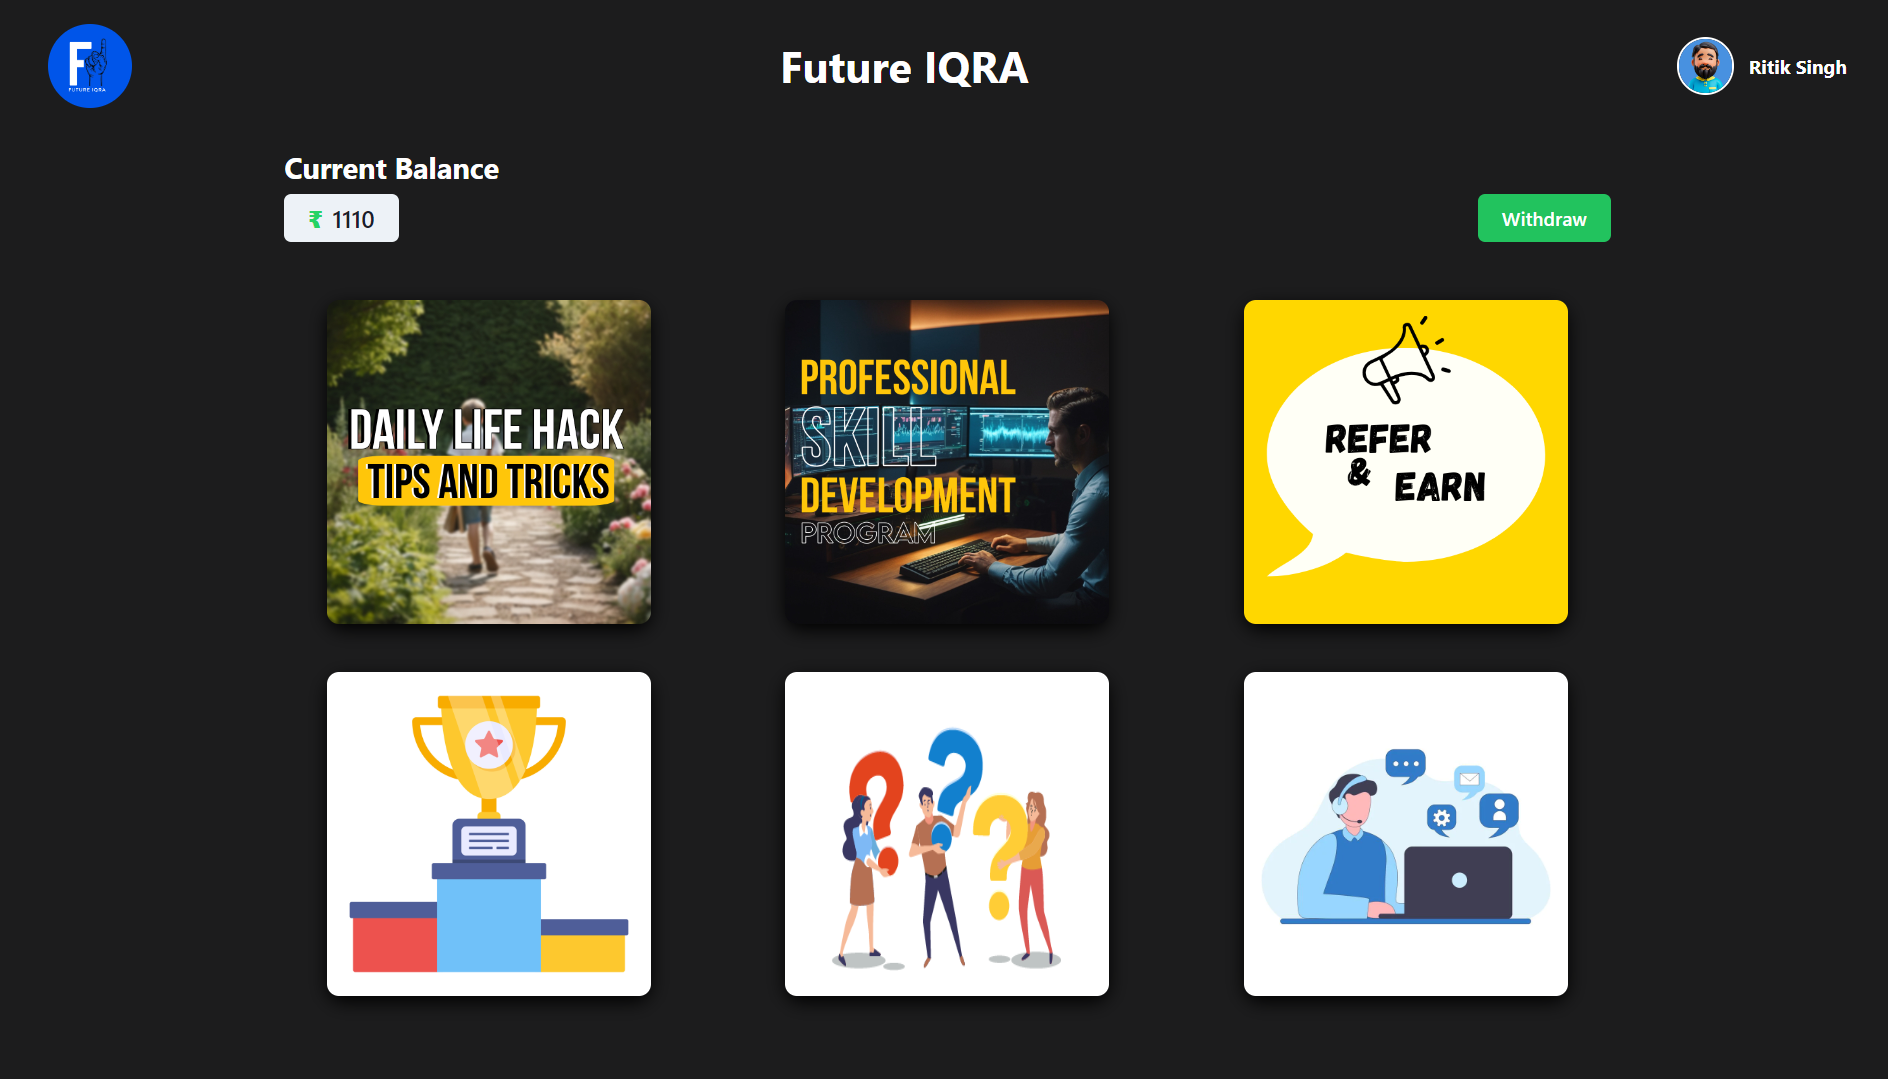 F
FUTURE IQRA
Future IQRA
Ritik Singh
Current Balance
₹ 1110
Withdraw
DAILY LIFE HACK
TIPS AND TRICKS
PROFESSIONAL
SKILL
DEVELOPMENT
PROGRAM
REFER
&
EARN